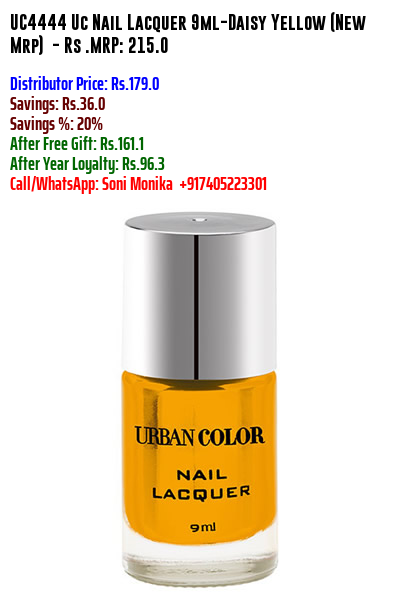 UC4444 Uc Nail Lacquer 9ml-Daisy Yellow (New
Mrp) - Rs .MRP: 215.0
Distributor Price: Rs.179.0
Savings: Rs.36.0
Savings %: 20%
After Free Gift: Rs.161.1
After Year Loyalty: Rs.96.3
Call/WhatsApp: Soni Monika +917405223301
URBAN COLOR
NAIL
LACQUER
9ml